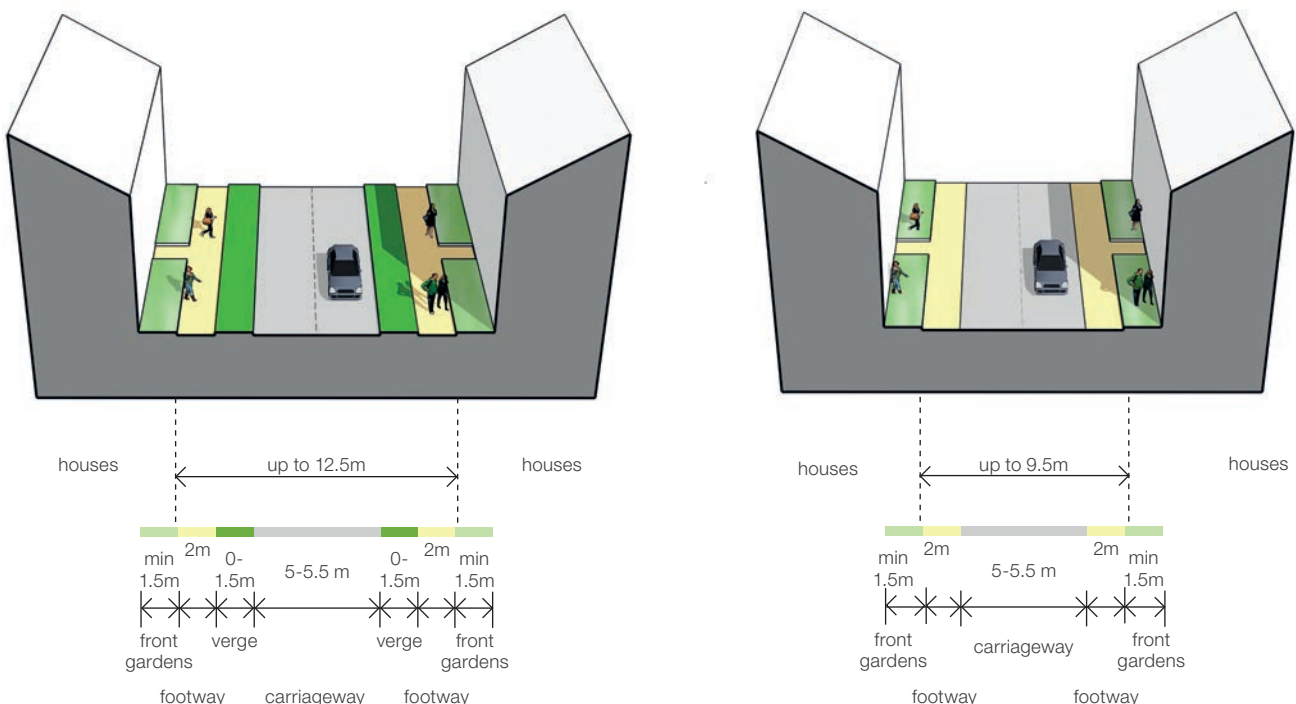 houses
up to 12.5m
houses
min
1.5m
2m
0-
1.5m
5-5.5 m
0-
1.5m
2m
min
1.5m
front
gardens
verge
verge
front
gardens
footway
carriageway
footway
houses
up to 9.5m
houses
min
1.5m
2m
5-5.5 m
2m
min
1.5m
front
gardens
carriageway
front
gardens
footway
footway